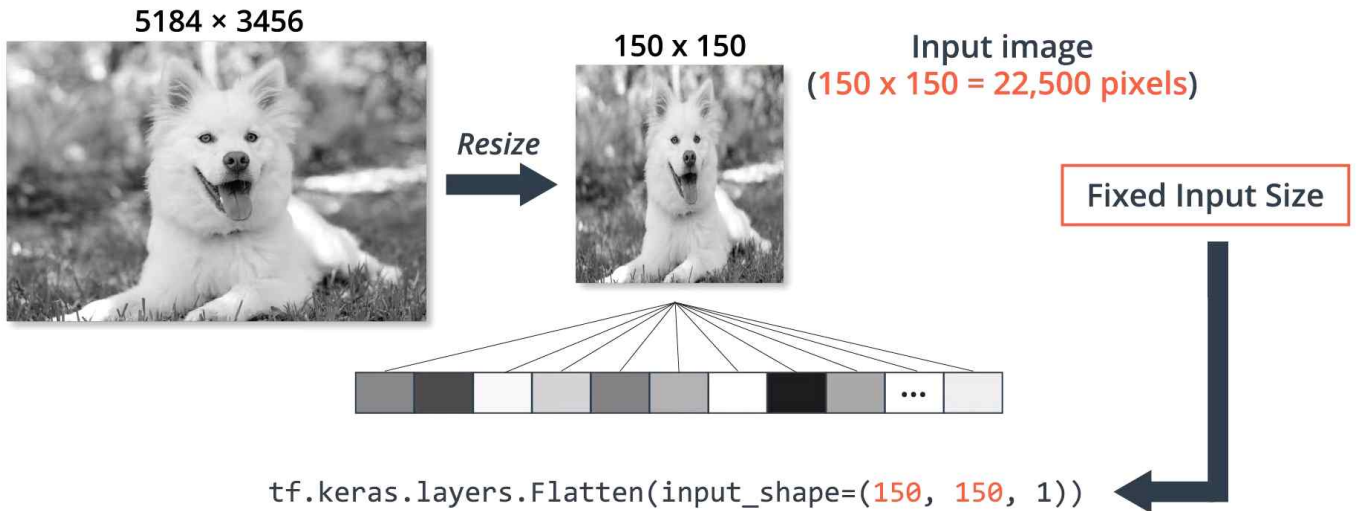 5184 × 3456
150 x 150
Input image
(150 x 150 = 22,500 pixels)
Resize
Fixed Input Size
...
tf.keras.layers.Flatten(input_shape=(150, 150, 1))